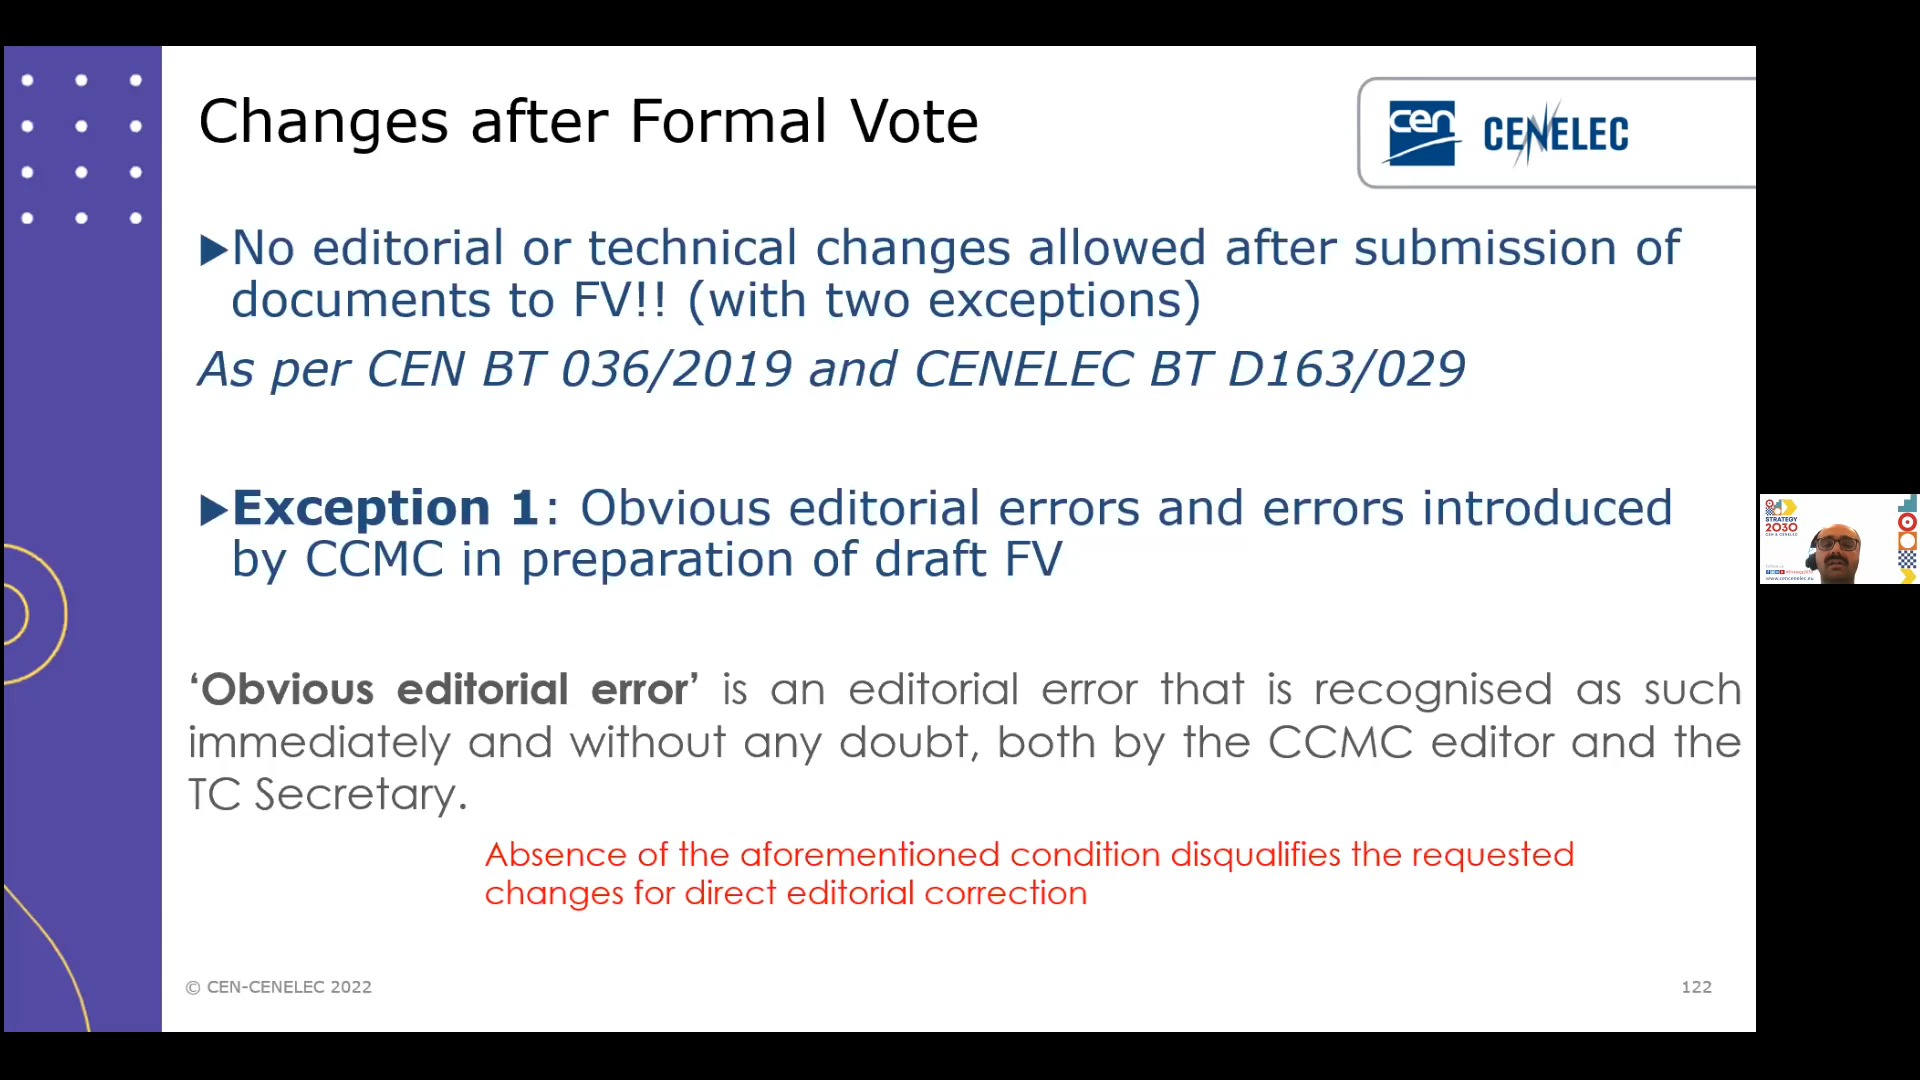 Changes after Formal Vote
cen CENELEC
▶No editorial or technical changes allowed after submission of
documents to FV!! (with two exceptions)
As per CEN BT 036/2019 and CENELEC BT D163/029
▶Exception 1: Obvious editorial errors and errors introduced
by CCMC in preparation of draft FV
‘Obvious editorial error’ is an editorial error that is recognised as such
immediately and without any doubt, both by the CCMC editor and the
TC Secretary.
Absence of the aforementioned condition disqualifies the requested
changes for direct editorial correction
© CEN-CENELEC 2022
122
STRATEGY
2030
www.cencenelec.eu